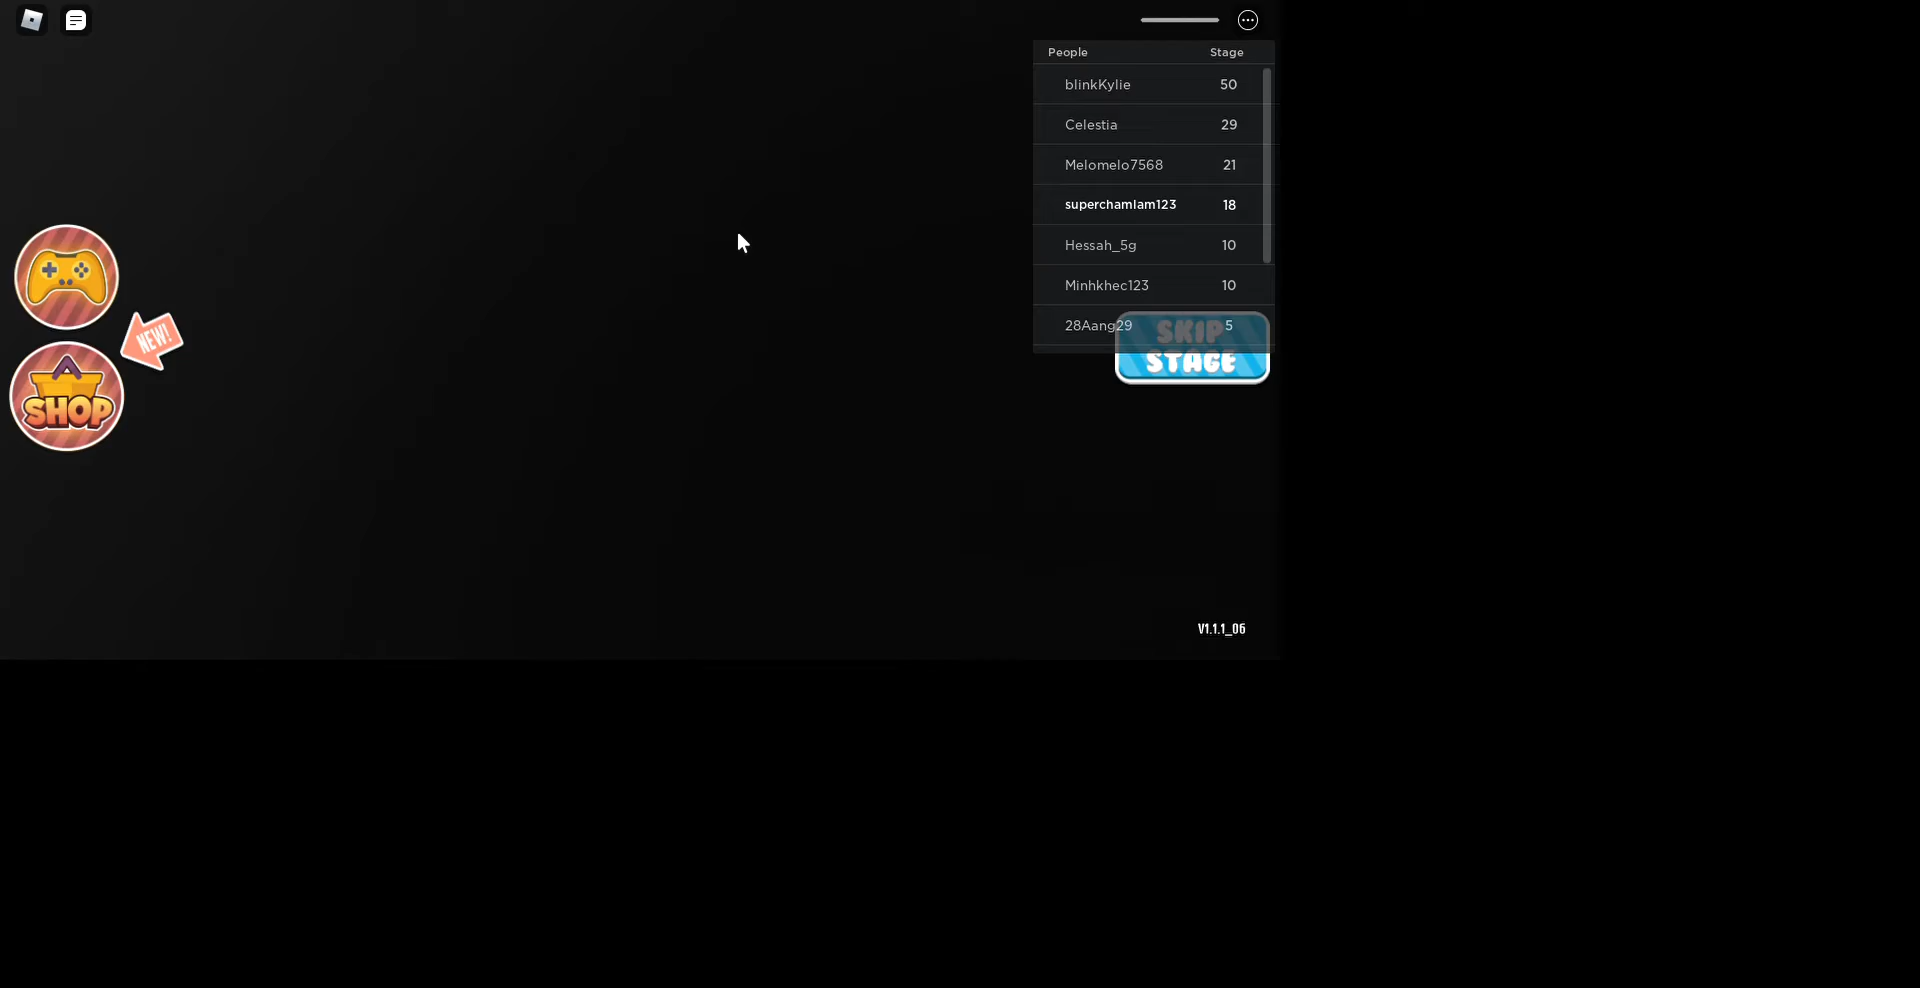 People Stage
blinkKylie 50
Celestia 29
Melomelo7568 21
superchamlam123 18
Hessah_5g 10
Minhkhec123 10
28Aang29 5
SKIP
STAGE
NEW!
SHOP
V1.1.1_06